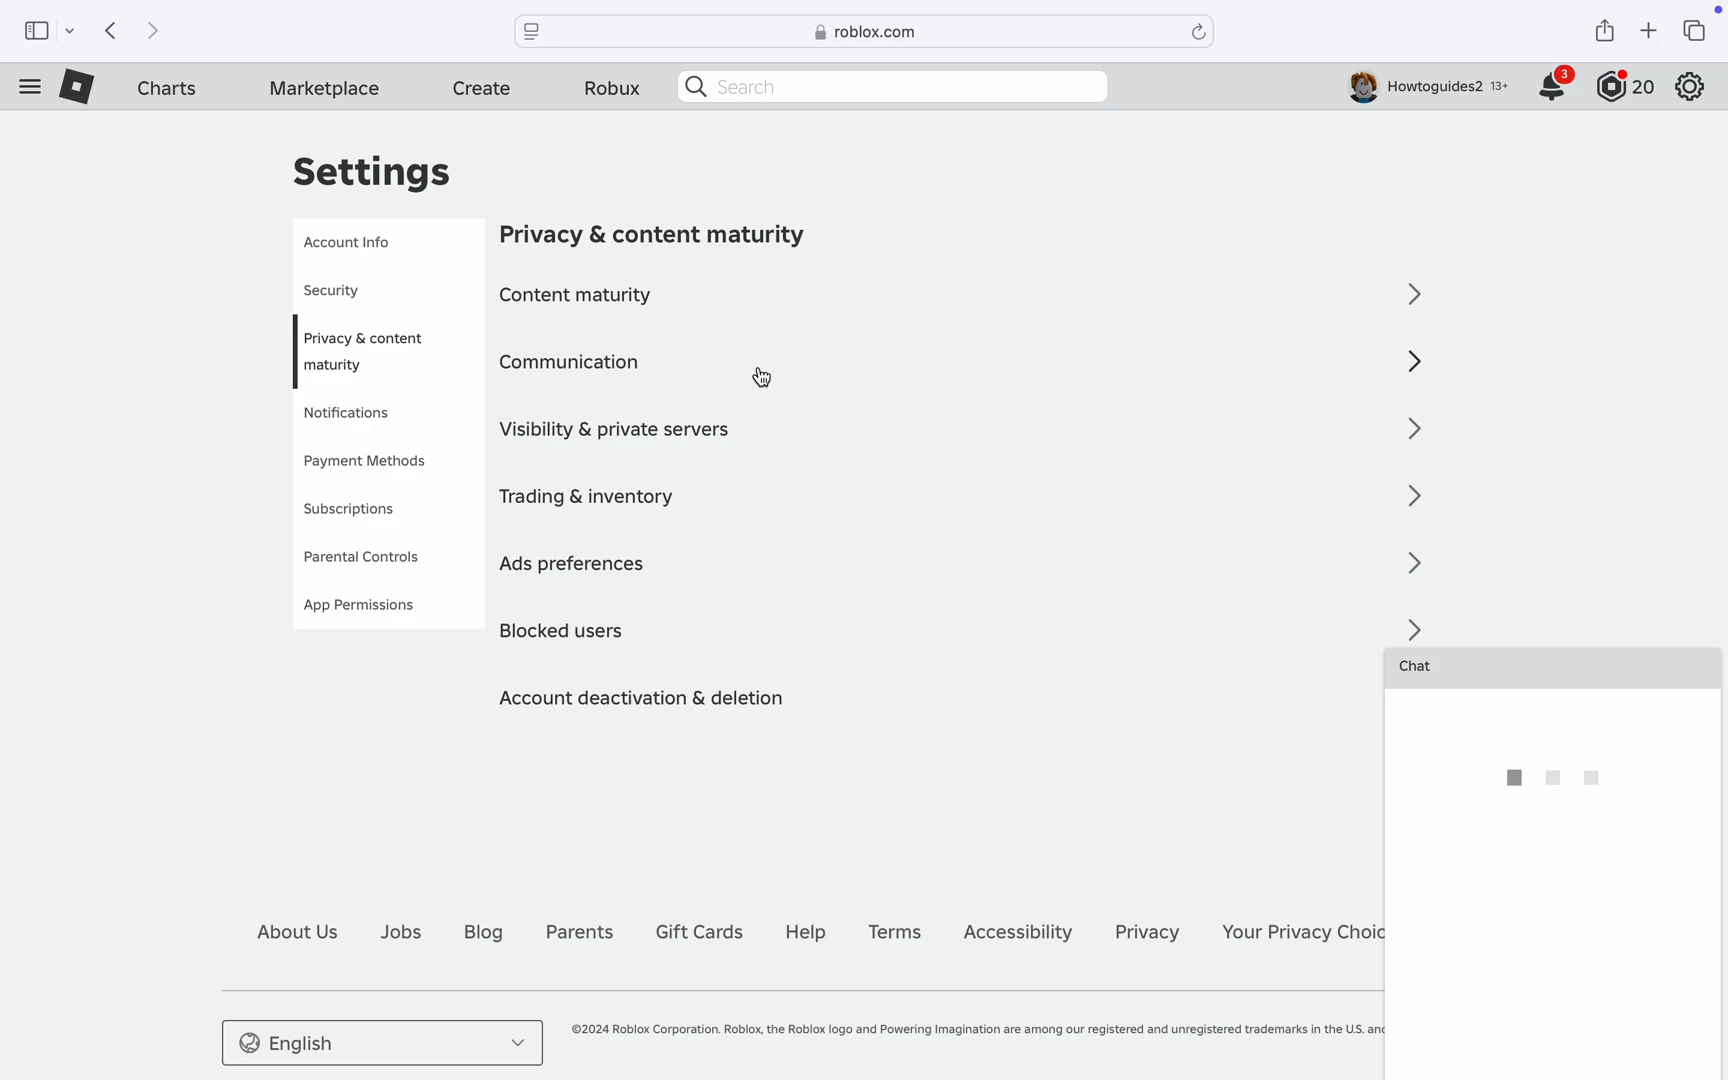 roblox.com
Charts
Marketplace
Create
Robux
Search
Howtoguides2 13+
3
20
Settings
Account Info
Security
Privacy & content
maturity
Notifications
Payment Methods
Subscriptions
Parental Controls
App Permissions
Privacy & content maturity
Content maturity
Communication
Visibility & private servers
Trading & inventory
Ads preferences
Blocked users
Account deactivation & deletion
Chat
About Us
Jobs
Blog
Parents
Gift Cards
Help
Terms
Accessibility
Privacy
Your Privacy Choic
English
©2024 Roblox Corporation. Roblox, the Roblox logo and Powering Imagination are among our registered and unregistered trademarks in the U.S. and